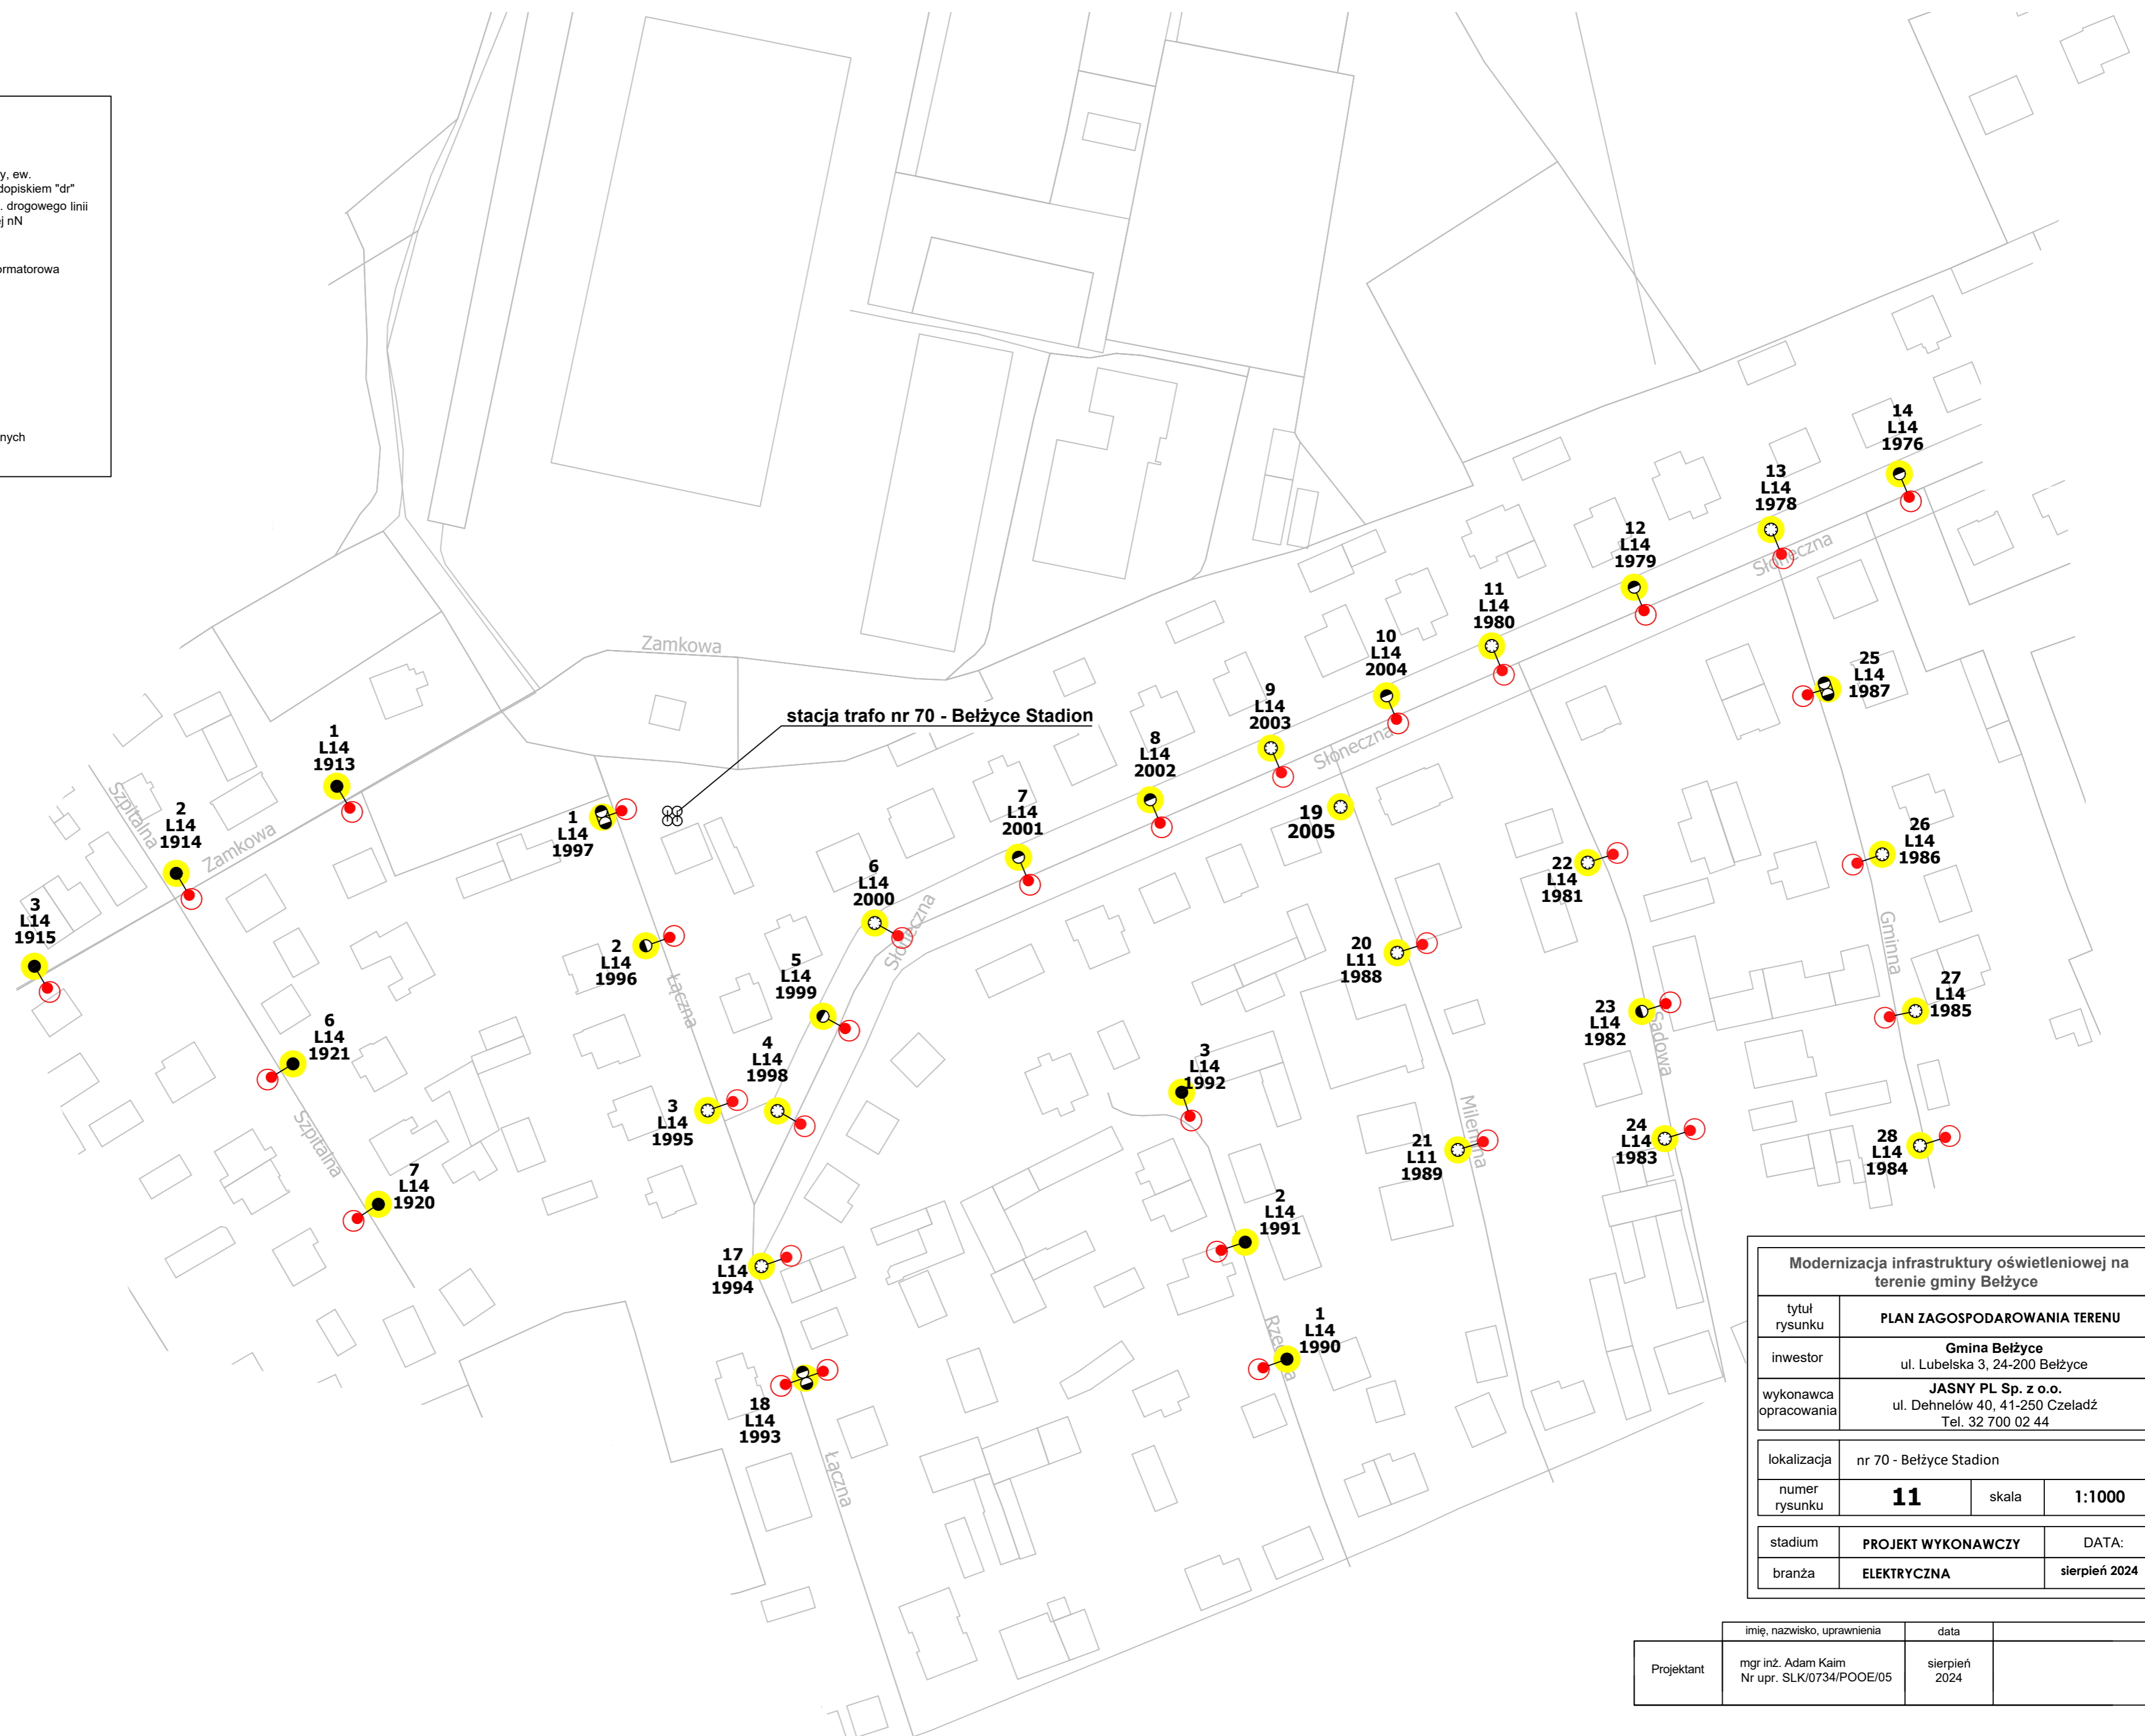 y, ew.
dopiskiem "dr"
. drogowego linii
j nN
ormatorowa
nych
14
L14
1976
13
L14
1978
12
L14
1979
Słoneczna
11
L14
1980
10
L14
2004
Zamkowa
25
L14
1987
9
L14
2003
stacja trafo nr 70 - Bełżyce Stadion
Słoneczna
8
L14
2002
1
L14
1913
Szpitalna
2
L14
1914
Zamkowa
1
L14
1997
7
L14
2001
19
2005
26
L14
1986
22
L14
1981
6
L14
2000
3
L14
1915
Słoneczna
Gminna
2
L14
1996
20
L11
1988
5
L14
1999
Łączna
27
L14
1985
23
L14
1982
Sadowa
6
L14
1921
4
L14
1998
3
L14
1992
3
L14
1995
Szpitalna
Milenijna
21
L11
1989
24
L14
1983
28
L14
1984
7
L14
1920
2
L14
1991
17
L14
1994
1
L14
1990
18
L14
1993
Łączna
Modernizacja infrastruktury oświetleniowej na
terenie gminy Bełżyce
tytuł
rysunku
PLAN ZAGOSPODAROWANIA TERENU
inwestor
Gmina Bełżyce
ul. Lubelska 3, 24-200 Bełżyce
wykonawca
opracowania
JASNY PL Sp. z o.o.
ul. Dehnelów 40, 41-250 Czeladź
Tel. 32 700 02 44
lokalizacja
nr 70 - Bełżyce Stadion
numer
rysunku
11
skala
1:1000
stadium
PROJEKT WYKONAWCZY
DATA:
branża
ELEKTRYCZNA
sierpień 2024
imię, nazwisko, uprawnienia
data
Projektant
mgr inż. Adam Kaim
Nr upr. SLK/0734/POOE/05
sierpień
2024